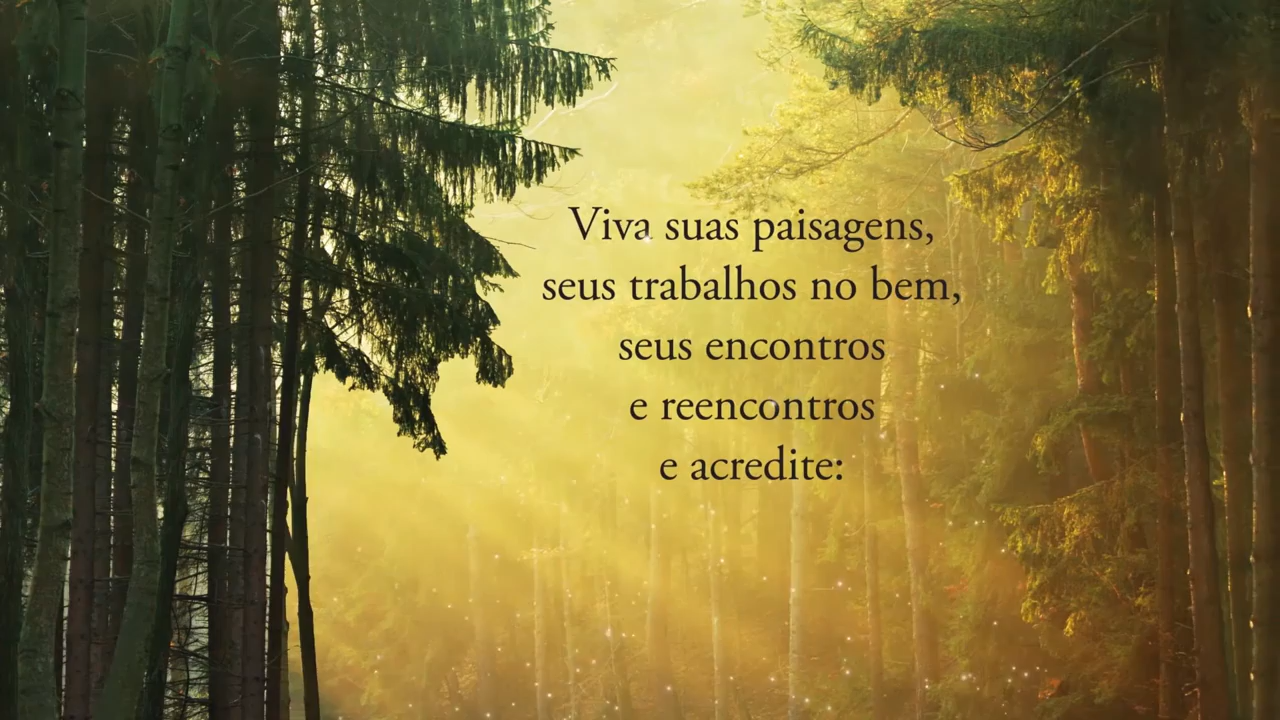 Viva suas paisagens,
seus trabalhos no bem,
seus encontros
e reencontros
e acredite: